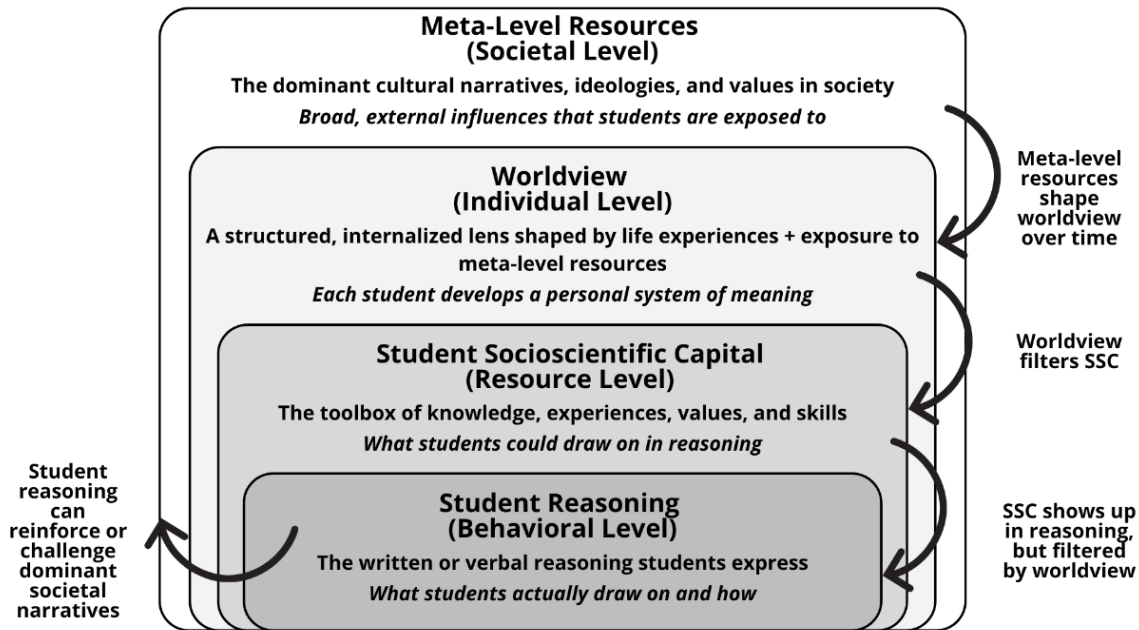 Meta-Level Resources
(Societal Level)
The dominant cultural narratives, ideologies, and values in society
Broad, external influences that students are exposed to
Worldview
(Individual Level)
A structured, internalized lens shaped by life experiences + exposure to
meta-level resources
Each student develops a personal system of meaning
Student Socioscientific Capital
(Resource Level)
The toolbox of knowledge, experiences, values, and skills
What students could draw on in reasoning
Student Reasoning
(Behavioral Level)
The written or verbal reasoning students express
What students actually draw on and how
Meta-level
resources
shape
worldview
over time
Worldview
filters SSC
SSC shows up
in reasoning,
but filtered
by worldview
Student
reasoning
can
reinforce or
challenge
dominant
societal
narratives